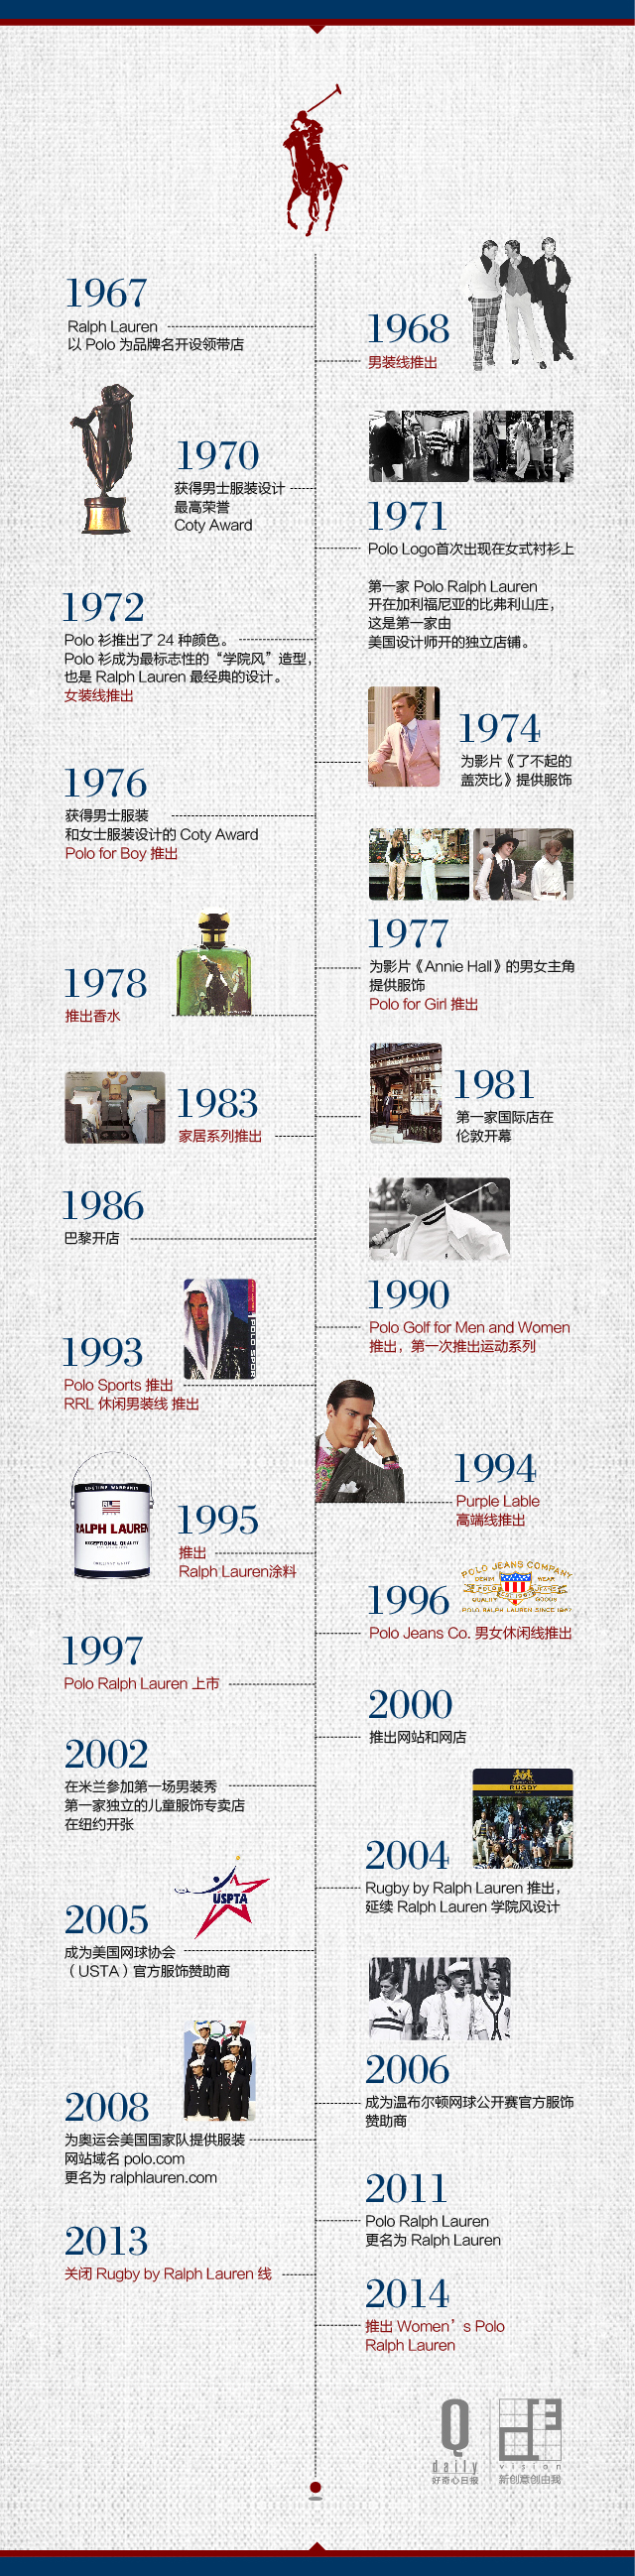 1967
Ralph Lauren
以 Polo 为品牌名开设领带店
1968
男装线推出
1970
获得男士服装设计
最高荣誉
Coty Award
1971
Polo Logo首次出现在女式衬衫上
第一家 Polo Ralph Lauren
开在加利福尼亚的比弗利山庄，
这是第一家由
美国设计师开的独立店铺。
1972
Polo 衫推出了 24 种颜色。
Polo 衫成为最标志性的“学院风”造型，
也是 Ralph Lauren 最经典的设计。
女装线推出
1974
为影片《了不起的
盖茨比》提供服饰
1976
获得男士服装
和女士服装设计的 Coty Award
Polo for Boy 推出
1977
为影片《Annie Hall》的男女主角
提供服饰
Polo for Girl 推出
1978
推出香水
1981
第一家国际店在
伦敦开幕
1983
家居系列推出
1986
巴黎开店
1990
Polo Golf for Men and Women
推出，第一次推出运动系列
1993
Polo Sports 推出
RRL 休闲男装线 推出
POLO SPOR
1994
Purple Lable
高端线推出
LIFETIME WARRANTY
RL
RALPH LAUREN
EXCEPTIONAL QUALITY
1995
推出
Ralph Lauren涂料
POLO JEANS COMPANY
DENIM WEAR
POLO
QUALITY GOODS
POLO RALPH LAUREN SINCE 1967
1996
Polo Jeans Co. 男女休闲线推出
1997
Polo Ralph Lauren 上市
2000
推出网站和网店
2002
在米兰参加第一场男装秀
第一家独立的儿童服饰专卖店
在纽约开张
RUGBY
2004
Rugby by Ralph Lauren 推出，
延续 Ralph Lauren 学院风设计
USPTA
2005
成为美国网球协会
（USTA）官方服饰赞助商
2006
成为温布尔顿网球公开赛官方服饰
赞助商
2008
为奥运会美国国家队提供服装
网站域名 polo.com
更名为 ralphlauren.com
2011
Polo Ralph Lauren
更名为 Ralph Lauren
2013
关闭 Rugby by Ralph Lauren 线
2014
推出 Women’s Polo
Ralph Lauren
Q
daily
好奇心日报
d3
vision
新创意创由我